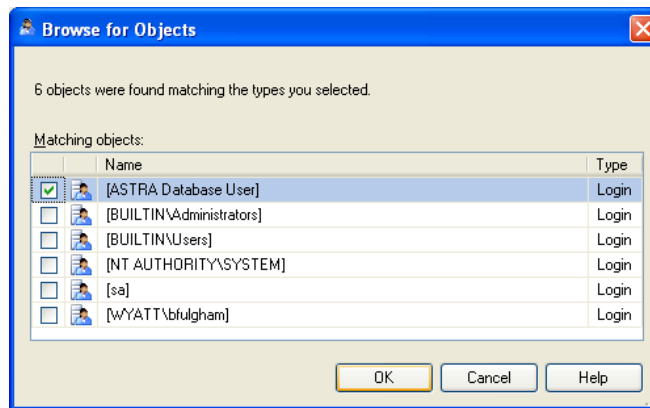 Browse for Objects
6 objects were found matching the types you selected.
Matching objects:
Name Type
[ASTRA Database User] Login
[BUILTIN\Administrators] Login
[BUILTIN\Users] Login
[NT AUTHORITY\SYSTEM] Login
[sa] Login
[WYATT\bfulgham] Login
OK Cancel Help